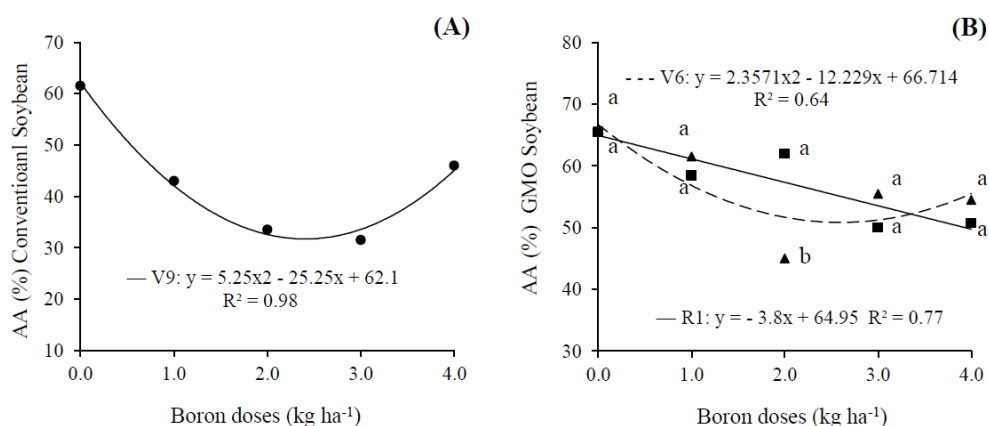 (A)
AA (%) Conventioanl Soybean
70
60
50
40
30
20
10
V9: y = 5.25x2 - 25.25x + 62.1
R² = 0.98
0.0 1.0 2.0 3.0 4.0
Boron doses (kg ha⁻¹)
(B)
AA (%) GMO Soybean
80
70
60
50
40
30
V6: y = 2.3571x2 - 12.229x + 66.714
R² = 0.64
a
a
a
a
a
b
a
a
a
a
R1: y = - 3.8x + 64.95 R² = 0.77
0.0 1.0 2.0 3.0 4.0
Boron doses (kg ha⁻¹)